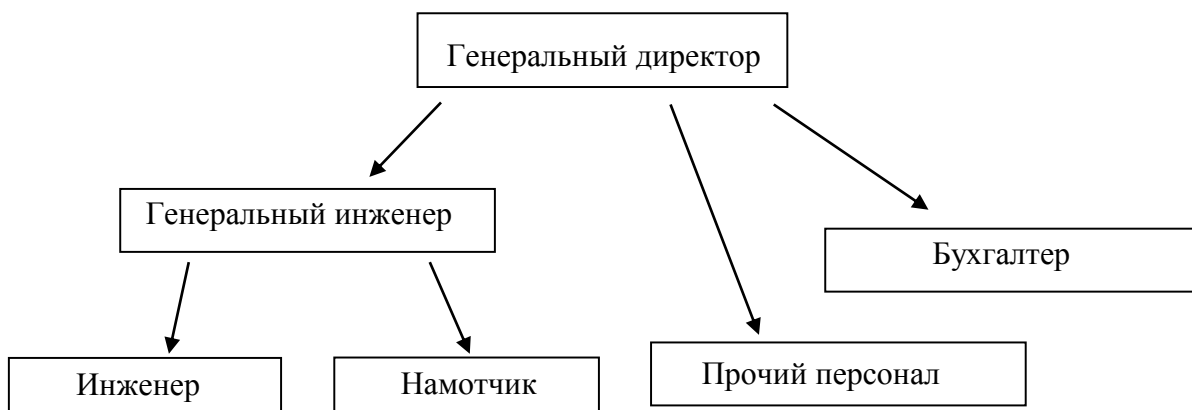 Генеральный директор
Генеральный инженер
Бухгалтер
Инженер
Намотчик
Прочий персонал